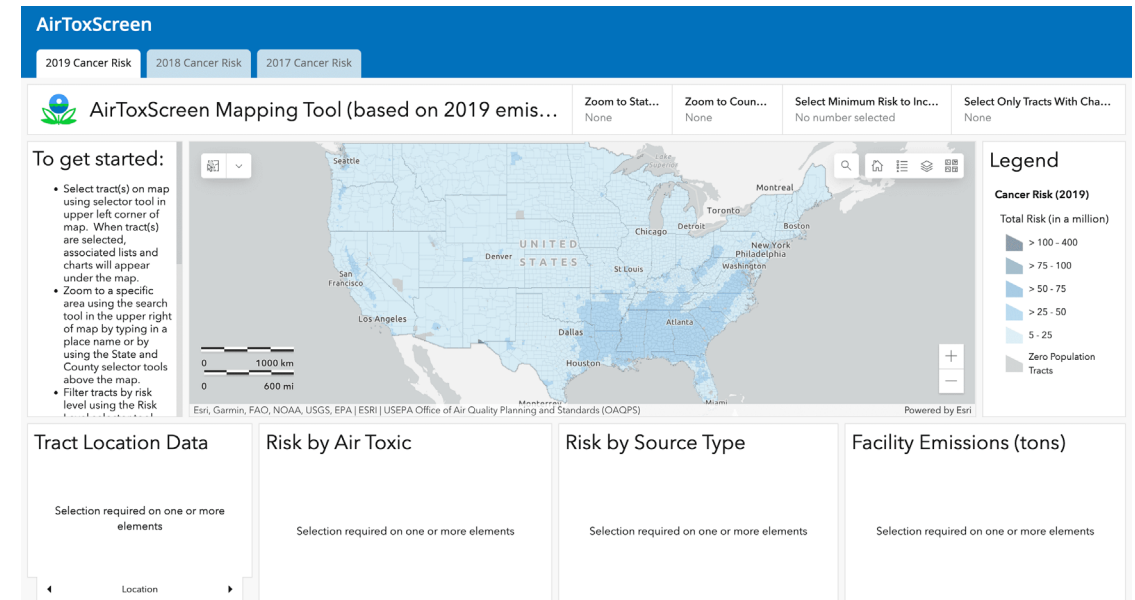 AirToxScreen
2019 Cancer Risk
2018 Cancer Risk
2017 Cancer Risk
AirToxScreen Mapping Tool (based on 2019 emis...
Zoom to Stat...
None
Zoom to Coun...
None
Select Minimum Risk to Inc...
No number selected
Select Only Tracts With Cha...
None
To get started:
• Select tract(s) on map
using selector tool in
upper left corner of
map. When tract(s)
are selected,
associated lists and
charts will appear
under the map.
• Zoom to a specific
area using the search
tool in the upper right
of map by typing in a
place name or by
using the State and
County selector tools
above the map.
• Filter tracts by risk
level using the Risk
Level selector tool
Seattle
Lake
Superior
Montreal
Toronto
Detroit
Boston
Chicago
UNITED
STATES
New York
Philadelphia
Denver
St Louis
Washington
San
Francisco
Los Angeles
Atlanta
Dallas
Houston
Monterrey
Miami
0 1000 km
0 600 mi
+
−
Esri, Garmin, FAO, NOAA, USGS, EPA | ESRI | USEPA Office of Air Quality Planning and Standards (OAQPS)
Powered by Esri
Legend
Cancer Risk (2019)
Total Risk (in a million)
> 100 - 400
> 75 - 100
> 50 - 75
> 25 - 50
5 - 25
Zero Population
Tracts
Tract Location Data
Selection required on one or more
elements
Location
Risk by Air Toxic
Selection required on one or more elements
Risk by Source Type
Selection required on one or more elements
Facility Emissions (tons)
Selection required on one or more elements